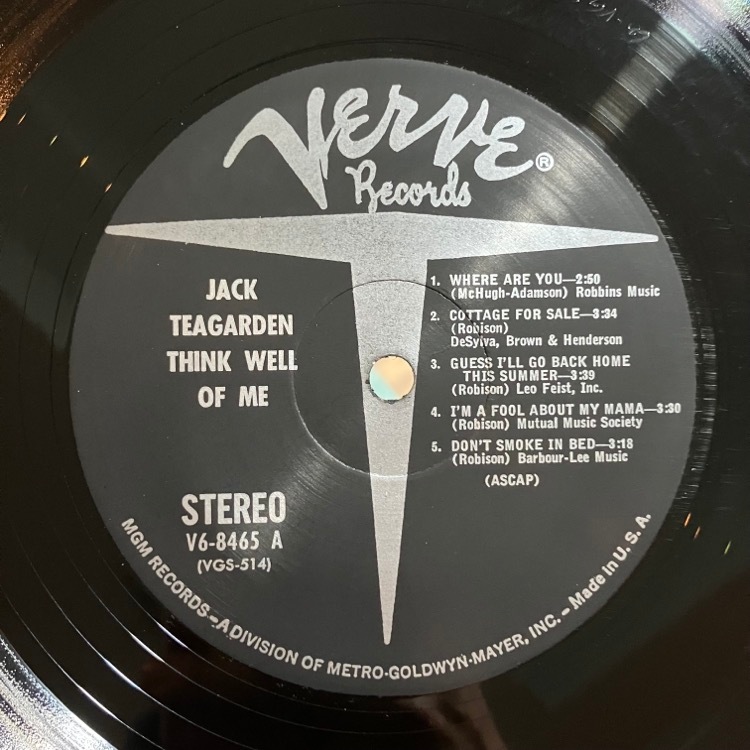 VERVE®
Records
JACK
TEAGARDEN
THINK WELL
OF ME
STEREO
V6-8465 A
(VGS-514)
1. WHERE ARE YOU—2:50
(McHugh-Adamson) Robbins Music
2. COTTAGE FOR SALE—3:34
(Robison)
DeSylva, Brown & Henderson
3. GUESS I'LL GO BACK HOME
THIS SUMMER—3:39
(Robison) Leo Feist, Inc.
4. I'M A FOOL ABOUT MY MAMA—3:30
(Robison) Mutual Music Society
5. DON'T SMOKE IN BED—3:18
(Robison) Barbour-Lee Music
(ASCAP)
MGM RECORDS—A DIVISION OF METRO-GOLDWYN-MAYER, INC.—Made in U.S.A.